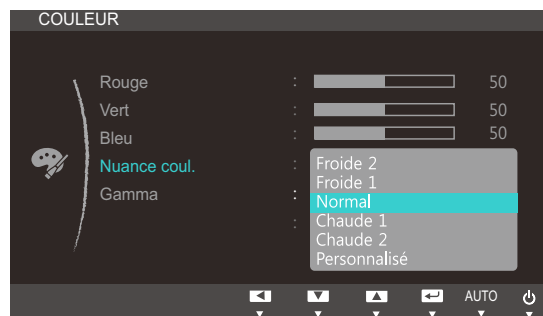 COULEUR
Rouge : 50
Vert : 50
Bleu : 50
Nuance coul. : Froide 2
Froide 1
Gamma : Normal
: Chaude 1
Chaude 2
Personnalisé
AUTO